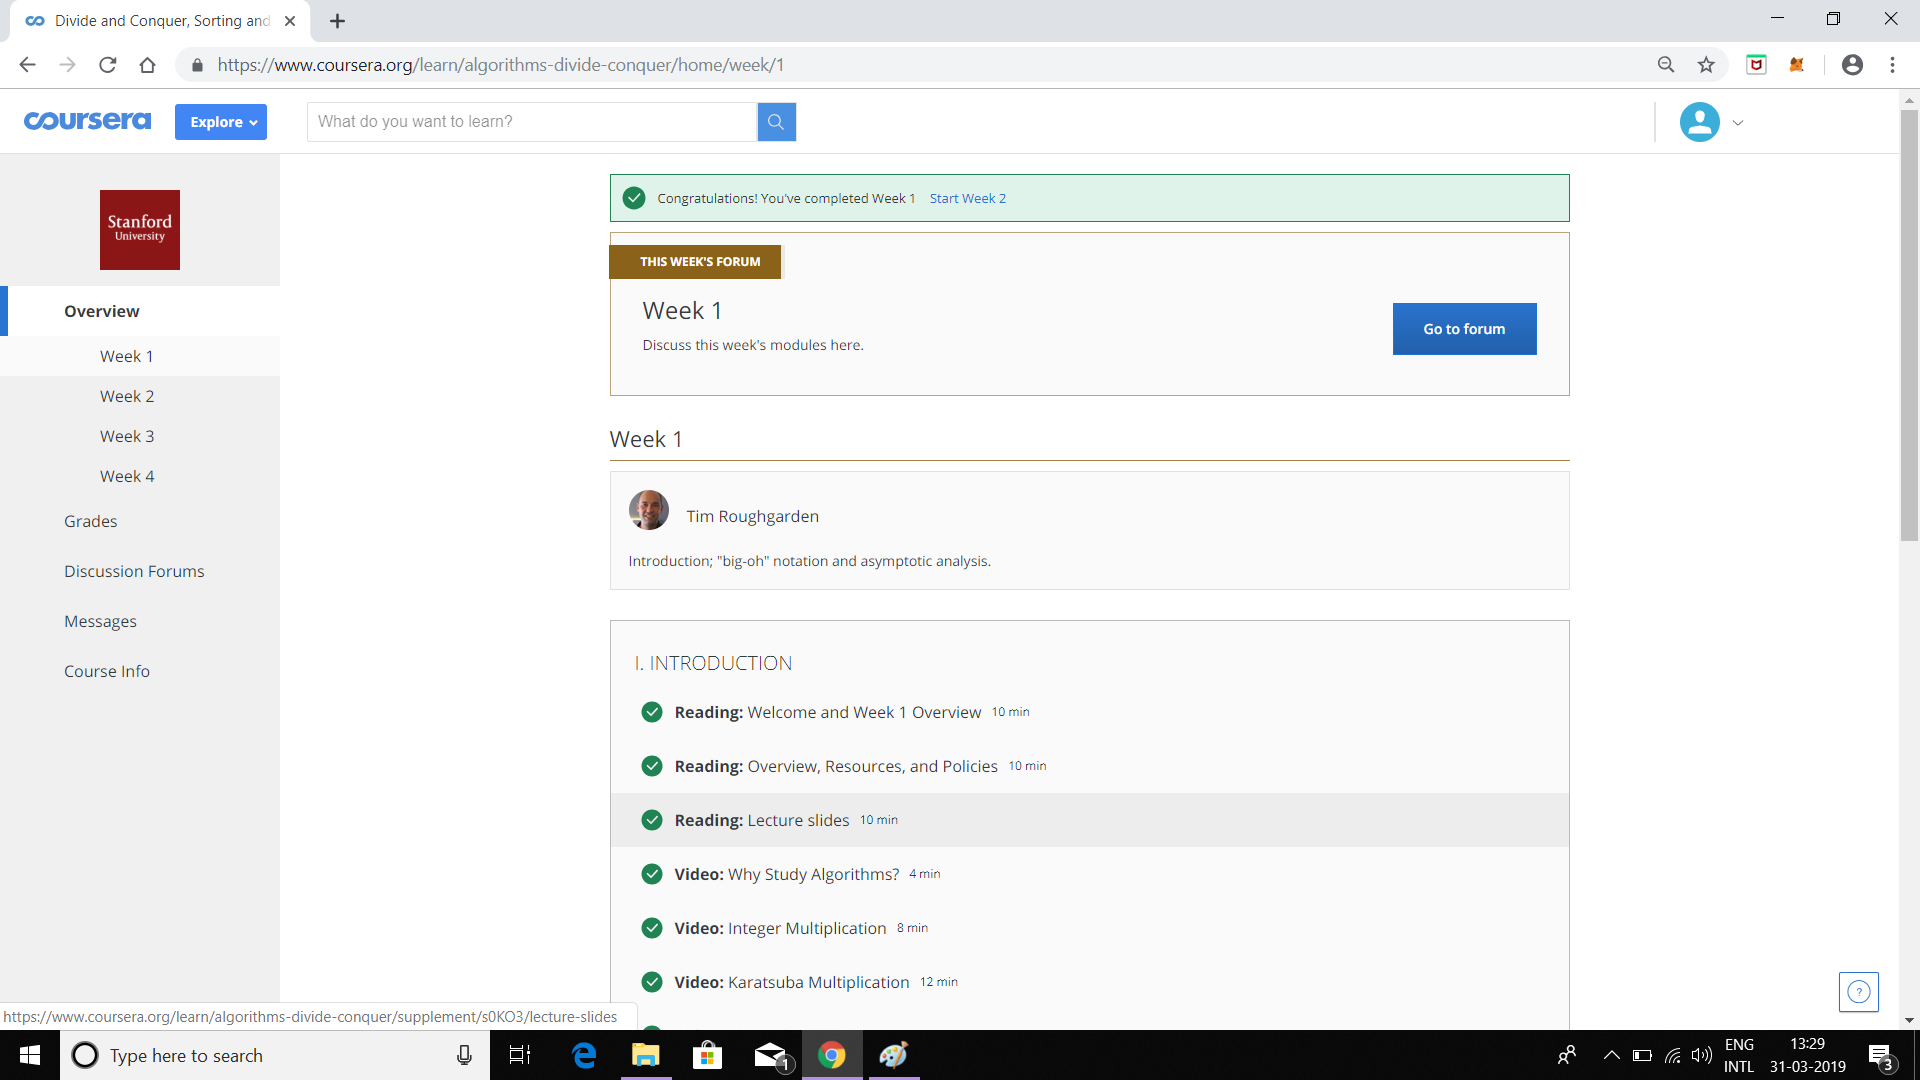 Divide and Conquer, Sorting and
https://www.coursera.org/learn/algorithms-divide-conquer/home/week/1
coursera
Explore
What do you want to learn?
Stanford
University
Overview
Week 1
Week 2
Week 3
Week 4
Grades
Discussion Forums
Messages
Course Info
Congratulations! You've completed Week 1 Start Week 2
THIS WEEK'S FORUM
Week 1
Discuss this week's modules here.
Go to forum
Week 1
Tim Roughgarden
Introduction; "big-oh" notation and asymptotic analysis.
I. INTRODUCTION
Reading: Welcome and Week 1 Overview 10 min
Reading: Overview, Resources, and Policies 10 min
Reading: Lecture slides 10 min
Video: Why Study Algorithms? 4 min
Video: Integer Multiplication 8 min
Video: Karatsuba Multiplication 12 min
?
https://www.coursera.org/learn/algorithms-divide-conquer/supplement/s0KO3/lecture-slides
Type here to search
1
ENG
INTL
13:29
31-03-2019
3